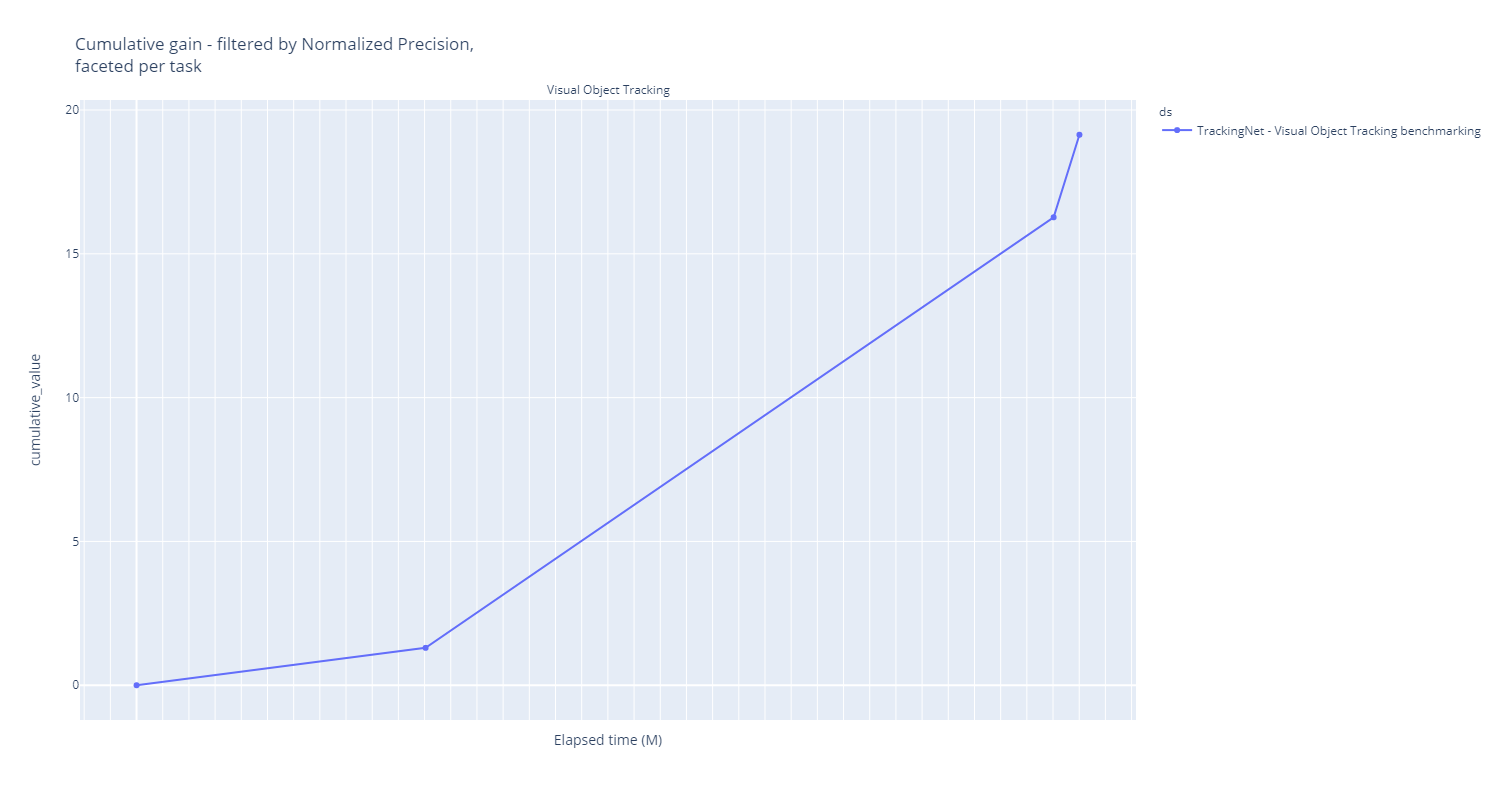 Cumulative gain - filtered by Normalized Precision,
faceted per task
Visual Object Tracking
ds
TrackingNet - Visual Object Tracking benchmarking
20
15
10
5
0
cumulative_value
Elapsed time (M)